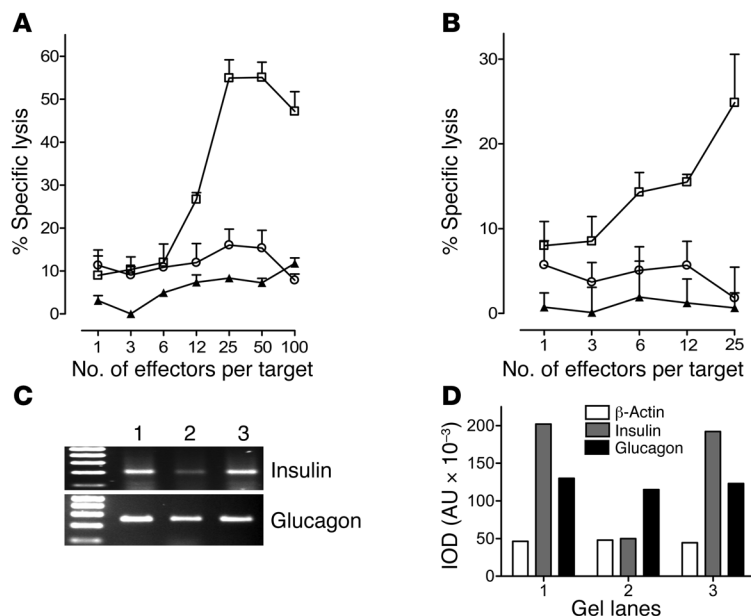 A
% Specific lysis
60
50
40
30
20
10
0
1 3 6 12 25 50 100
No. of effectors per target
B
% Specific lysis
30
20
10
0
1 3 6 12 25
No. of effectors per target
C
1 2 3
Insulin
Glucagon
D
IOD (AU × 10⁻³)
200
150
100
50
0
β-Actin
Insulin
Glucagon
1 2 3
Gel lanes